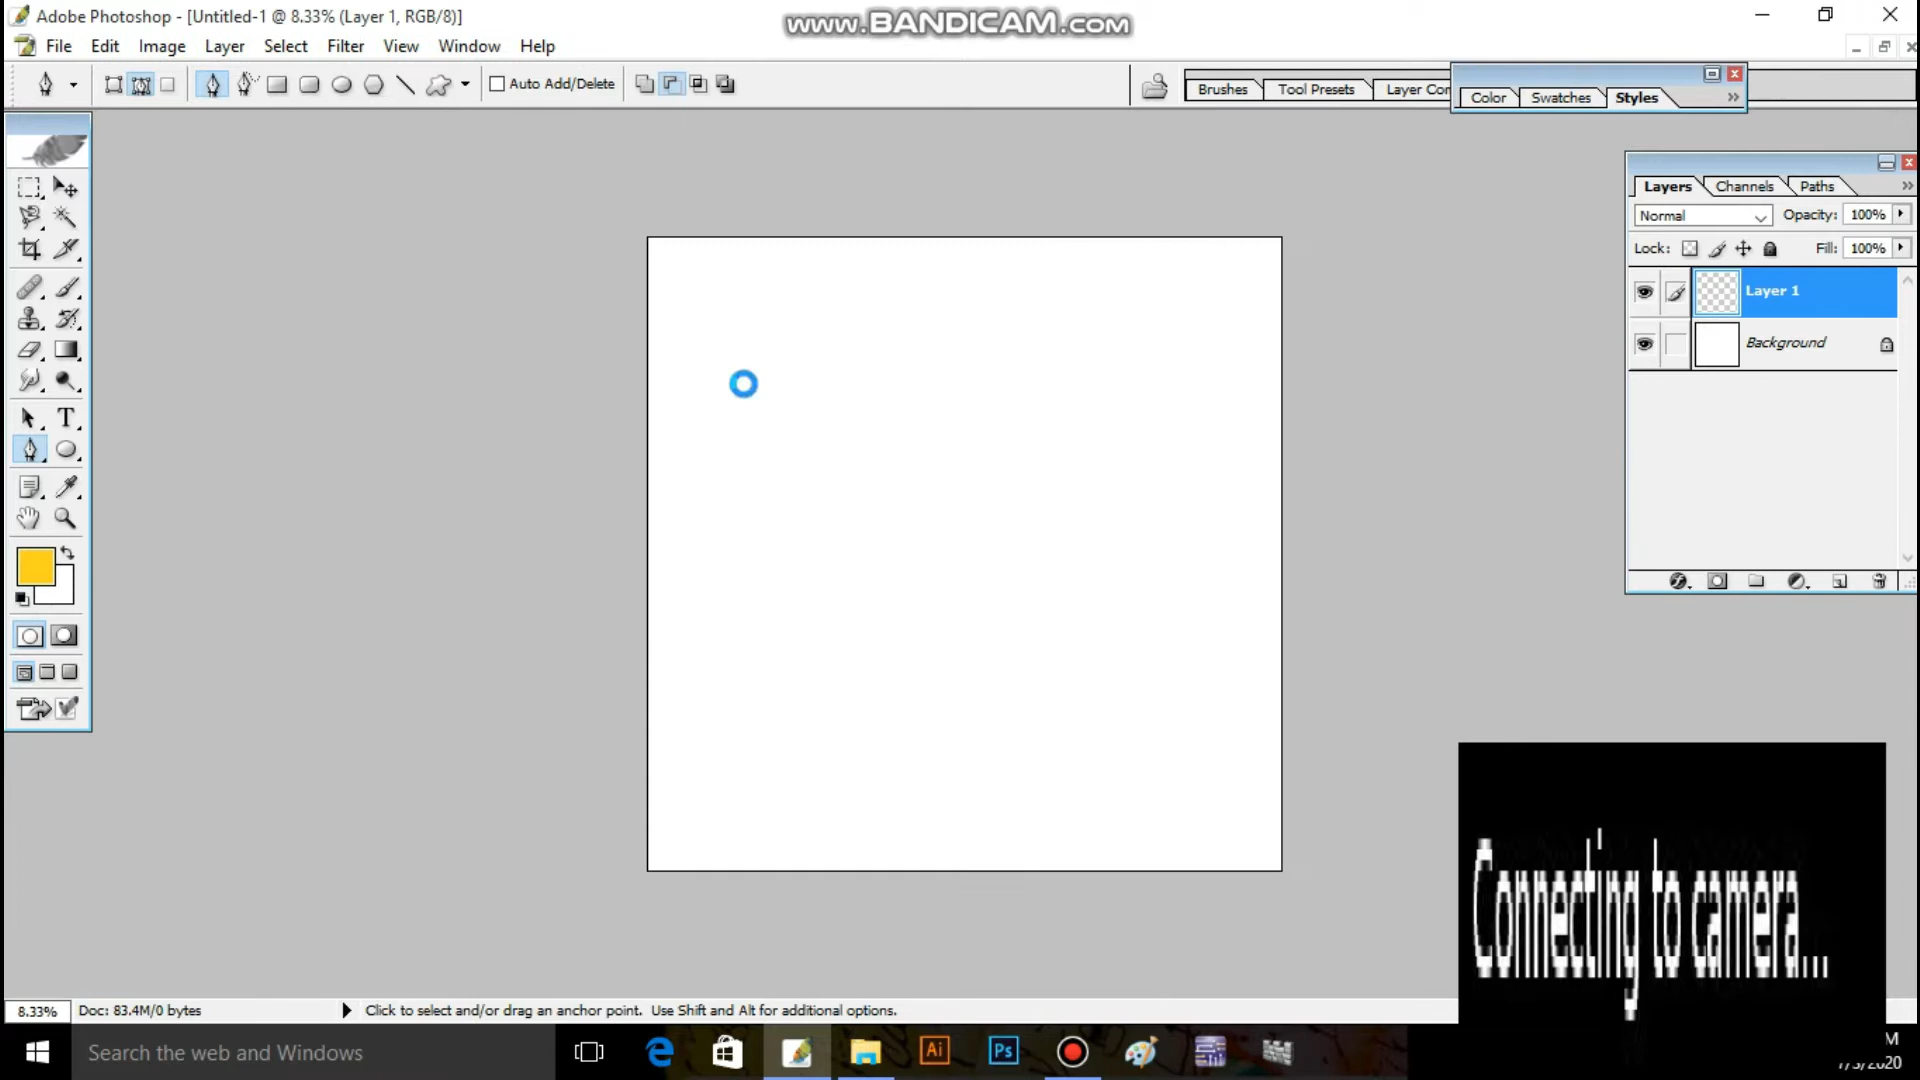 Adobe Photoshop - [Untitled-1 @ 8.33% (Layer 1, RGB/8)]
www.BANDICAM.com
File Edit Image Layer Select Filter View Window Help
Auto Add/Delete
Brushes Tool Presets Layer Co
Color Swatches Styles
Layers Channels Paths
Normal Opacity: 100%
Lock: Fill: 100%
Layer 1
Background
T
Connecting to camera...
8.33% Doc: 83.4M/0 bytes Click to select and/or drag an anchor point. Use Shift and Alt for additional options.
Search the web and Windows
Ai
Ps
M